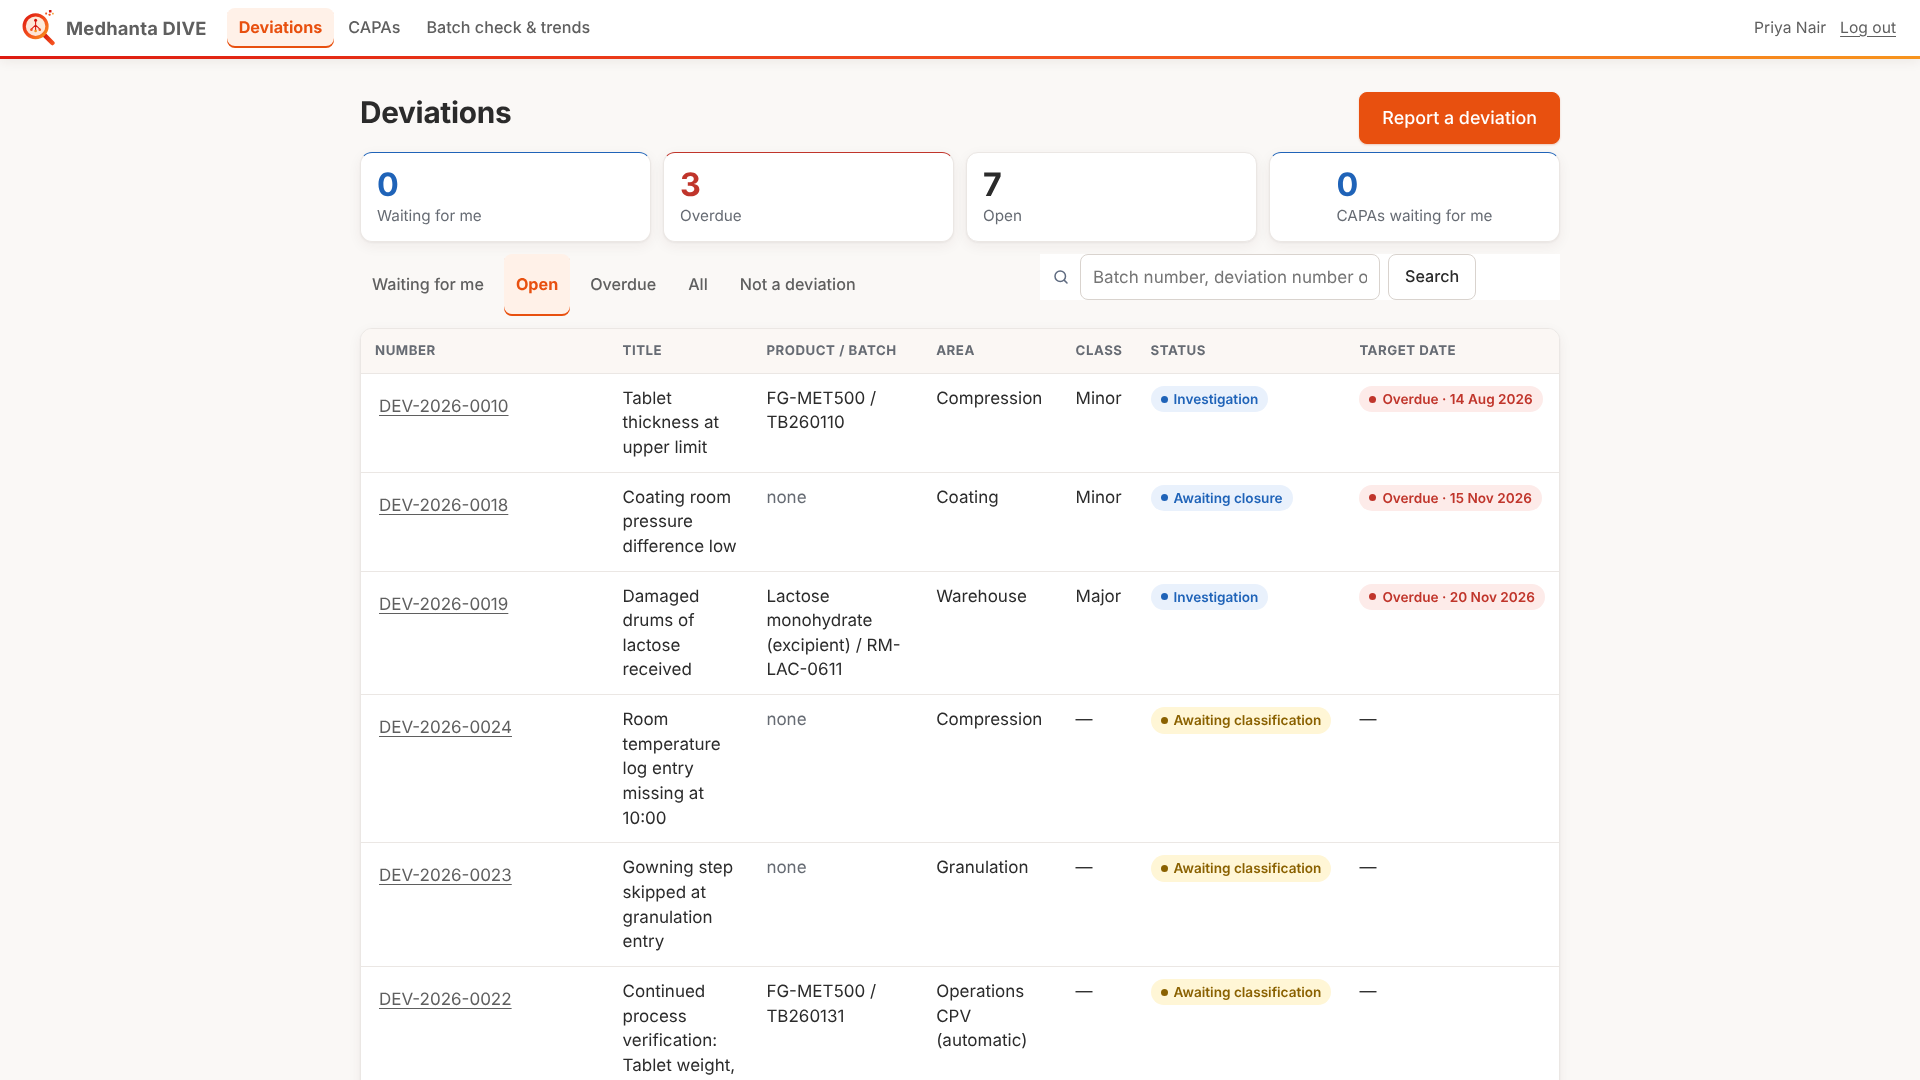 Medhanta DIVE
Deviations
CAPAs
Batch check & trends
Priya Nair
Log out
Deviations
Report a deviation
0
Waiting for me
3
Overdue
7
Open
0
CAPAs waiting for me
Waiting for me
Open
Overdue
All
Not a deviation
Batch number, deviation number o
Search
NUMBER TITLE PRODUCT / BATCH AREA CLASS STATUS TARGET DATE
DEV-2026-0010
Tablet
thickness at
upper limit
FG-MET500 /
TB260110
Compression
Minor
Investigation
Overdue · 14 Aug 2026
DEV-2026-0018
Coating room
pressure
difference low
none
Coating
Minor
Awaiting closure
Overdue · 15 Nov 2026
DEV-2026-0019
Damaged
drums of
lactose
received
Lactose
monohydrate
(excipient) / RM-
LAC-0611
Warehouse
Major
Investigation
Overdue · 20 Nov 2026
DEV-2026-0024
Room
temperature
log entry
missing at
10:00
none
Compression
—
Awaiting classification
—
DEV-2026-0023
Gowning step
skipped at
granulation
entry
none
Granulation
—
Awaiting classification
—
DEV-2026-0022
Continued
process
verification:
Tablet weight,
FG-MET500 /
TB260131
Operations
CPV
(automatic)
—
Awaiting classification
—